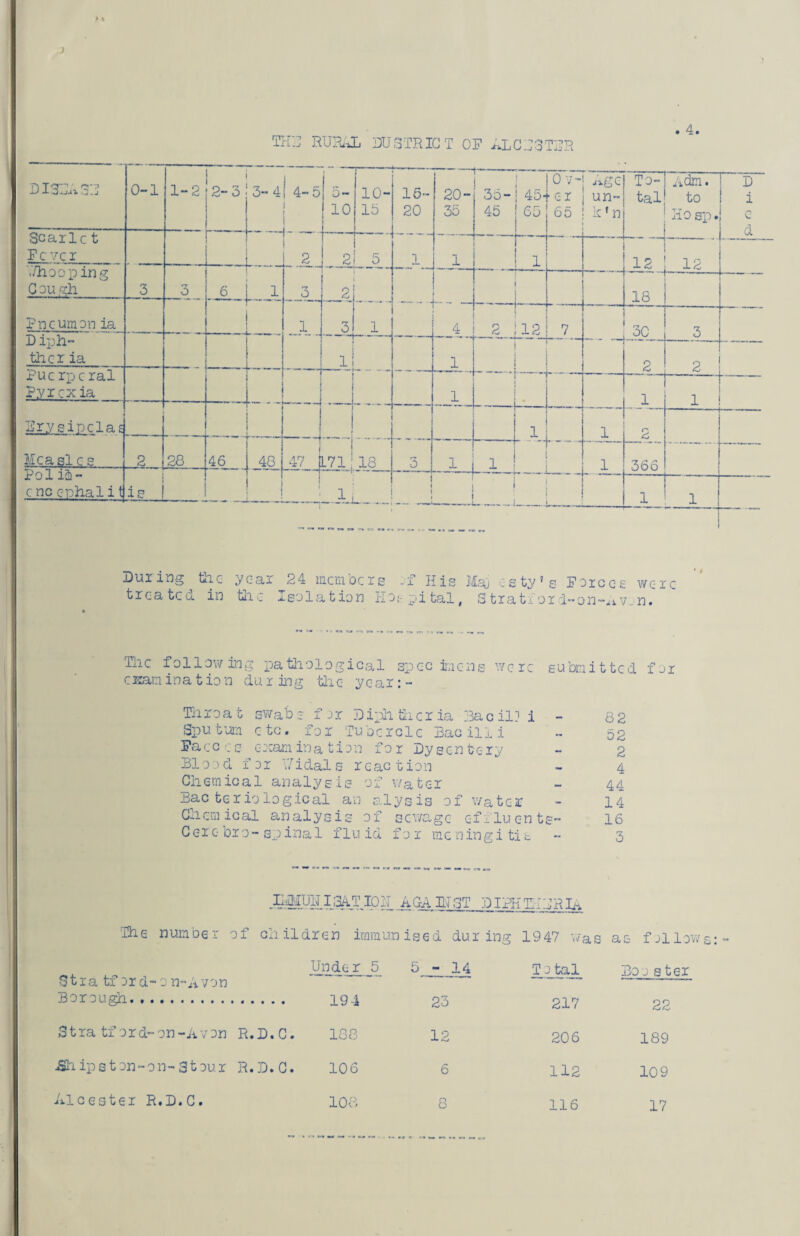 . 4.
THE RURAL DUSTRICT OF ALCESTER
DISEASE 0-1 1-2 2-3 3-4 4-5 5-10 10-15 15-20 20-35 35-45 45-65 Ov-er 65 Age un-k'n To-tal Adm. to Hosp. D i c d
Scarlet Fever 2 2 5 1 1 1 12 12
Whooping Cough 3 3 6 1 3 2 18
Pneumonia 1 3 1 4 2 12 7 30 3
Diph-theria 1 1 2 2
Puerperal Pyrexia 1 1 1
Erysipelas 1 1 2
Measles 2 28 46 48 47 171 18 3 1 1 1 366
Polio-encephalitis 1 1 1
During the year 24 members of His Majesty's Forces were
treated in the Isolation Hospital, Stratford-on-Avon.
The following pathological specimens were submitted for
examination during the year:-
Throat swabs for Diphtheria Bacilli - 82
Sputum etc. for Tubercle Bacilli - 52
Faeces examination for Dysentery - 2
Blood for Widals reaction - 4
Chemical analysis of water - 44
Bacteriological analysis of water - 14
Chemical analysis of sewage effluents- 16
Cerebro-spinal fluid for meningitis - 3
IMMUNISATION AGAINST DIPHTHERIA
The number of children immunised during 1947 was as follows:-
Under 5 5 - 14 Total Booster
Stratford-on-Avon
Borough................ 194 23 217 22
Stratford-on-Avon R.D.C. 188 12 206 189
Shipston-on-Stour R.D.C. 106 6 112 109
Alcester R.D.C. 108 8 116 17